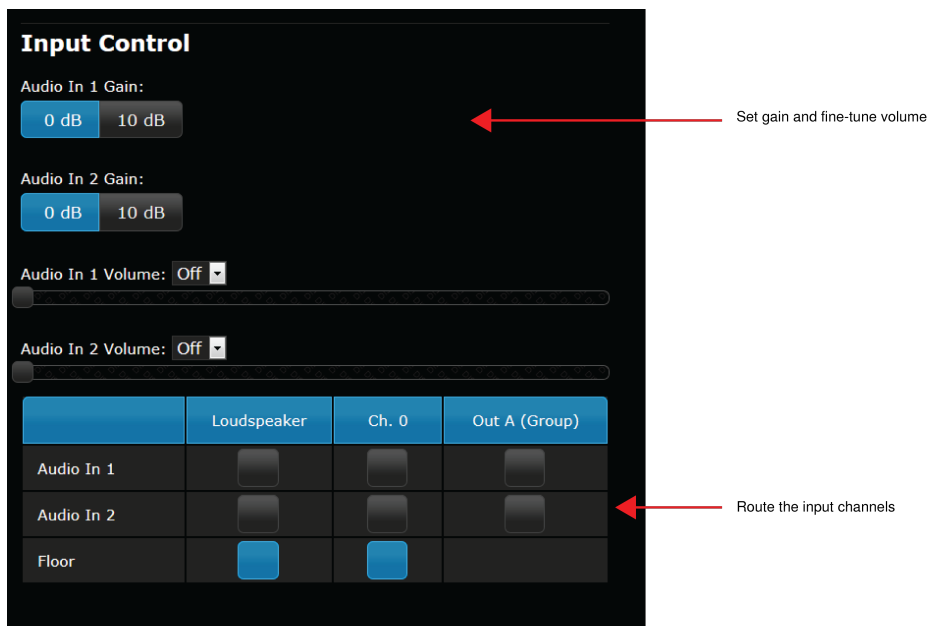 Input Control
Audio In 1 Gain:
0 dB 10 dB
Set gain and fine-tune volume
Audio In 2 Gain:
0 dB 10 dB
Audio In 1 Volume: Off
Audio In 2 Volume: Off
Loudspeaker Ch. 0 Out A (Group)
Audio In 1
Audio In 2
Route the input channels
Floor